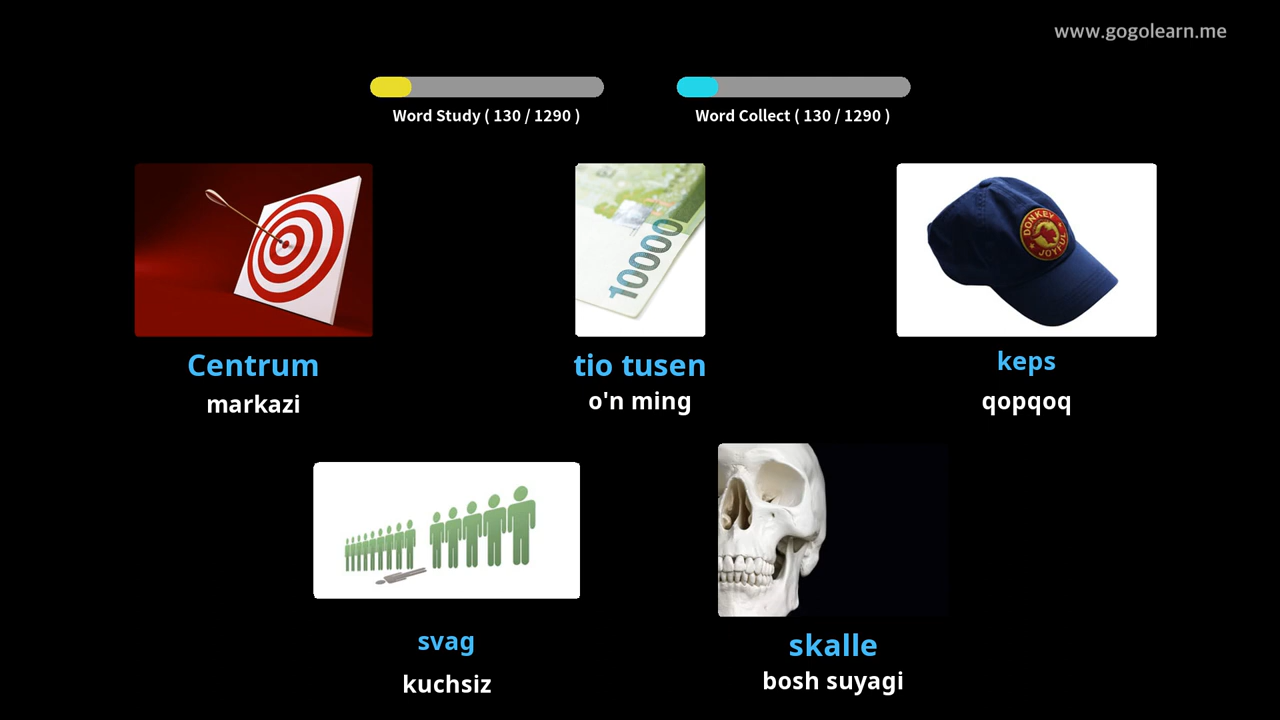 www.gogolearn.me
Word Study ( 130 / 1290 )
Word Collect ( 130 / 1290 )
10000
DONKEY
JOYFUL
Centrum
markazi
tio tusen
o'n ming
keps
qopqoq
svag
kuchsiz
skalle
bosh suyagi